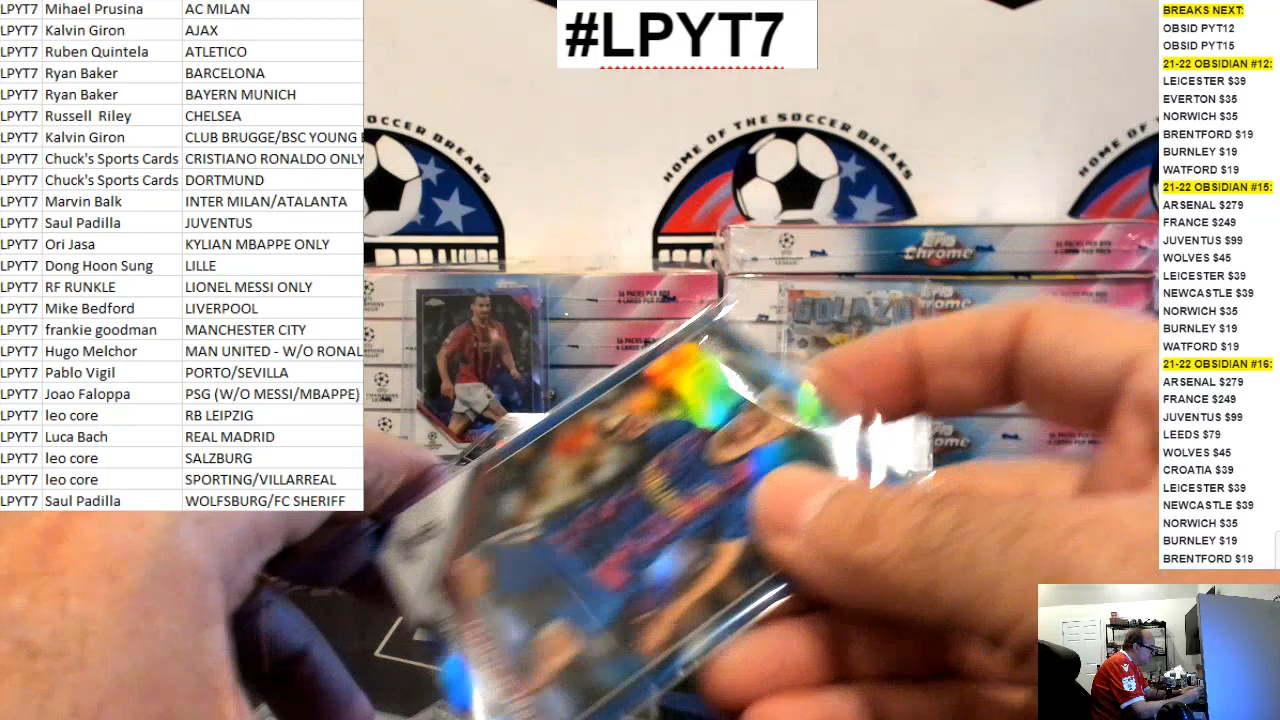 LPYT7 Mihael Prusina AC MILAN
LPYT7 Kalvin Giron AJAX
LPYT7 Ruben Quintela ATLETICO
LPYT7 Ryan Baker BARCELONA
LPYT7 Ryan Baker BAYERN MUNICH
LPYT7 Russell Riley CHELSEA
LPYT7 Kalvin Giron CLUB BRUGGE/BSC YOUNG
LPYT7 Chuck's Sports Cards CRISTIANO RONALDO ONLY
LPYT7 Chuck's Sports Cards DORTMUND
LPYT7 Marvin Balk INTER MILAN/ATALANTA
LPYT7 Saul Padilla JUVENTUS
LPYT7 Ori Jasa KYLIAN MBAPPE ONLY
LPYT7 Dong Hoon Sung LILLE
LPYT7 RF RUNKLE LIONEL MESSI ONLY
LPYT7 Mike Bedford LIVERPOOL
LPYT7 frankie goodman MANCHESTER CITY
LPYT7 Hugo Melchor MAN UNITED - W/O RONAL
LPYT7 Pablo Vigil PORTO/SEVILLA
LPYT7 Joao Faloppa PSG (W/O MESSI/MBAPPE)
LPYT7 leo core RB LEIPZIG
LPYT7 Luca Bach REAL MADRID
LPYT7 leo core SALZBURG
LPYT7 leo core SPORTING/VILLARREAL
LPYT7 Saul Padilla WOLFSBURG/FC SHERIFF
#LPYT7
OCCER BREAKS
HOME OF THE SOCCER BREAKS
HOME OF TH
Topps Chrome
GOLAZO
BREAKS NEXT:
OBSID PYT12
OBSID PYT15
21-22 OBSIDIAN #12:
LEICESTER $39
EVERTON $35
NORWICH $35
BRENTFORD $19
BURNLEY $19
WATFORD $19
21-22 OBSIDIAN #15:
ARSENAL $279
FRANCE $249
JUVENTUS $99
WOLVES $45
LEICESTER $39
NEWCASTLE $39
NORWICH $35
BURNLEY $19
WATFORD $19
21-22 OBSIDIAN #16:
ARSENAL $279
FRANCE $249
JUVENTUS $99
LEEDS $79
WOLVES $45
CROATIA $39
LEICESTER $39
NEWCASTLE $39
NORWICH $35
BURNLEY $19
BRENTFORD $19